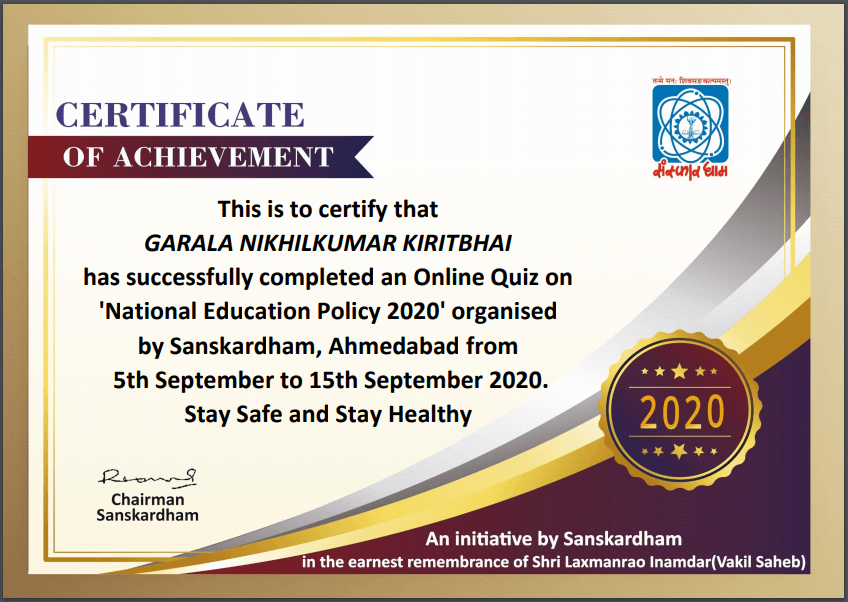 CERTIFICATE
OF ACHIEVEMENT
तन्मे मन: शिवसङ्कल्पमस्तु।
संस्कार धाम
This is to certify that
GARALA NIKHILKUMAR KIRITBHAI
has successfully completed an Online Quiz on
'National Education Policy 2020' organised
by Sanskardham, Ahmedabad from
5th September to 15th September 2020.
Stay Safe and Stay Healthy
2020
Chairman
Sanskardham
An initiative by Sanskardham
in the earnest remembrance of Shri Laxmanrao Inamdar(Vakil Saheb)